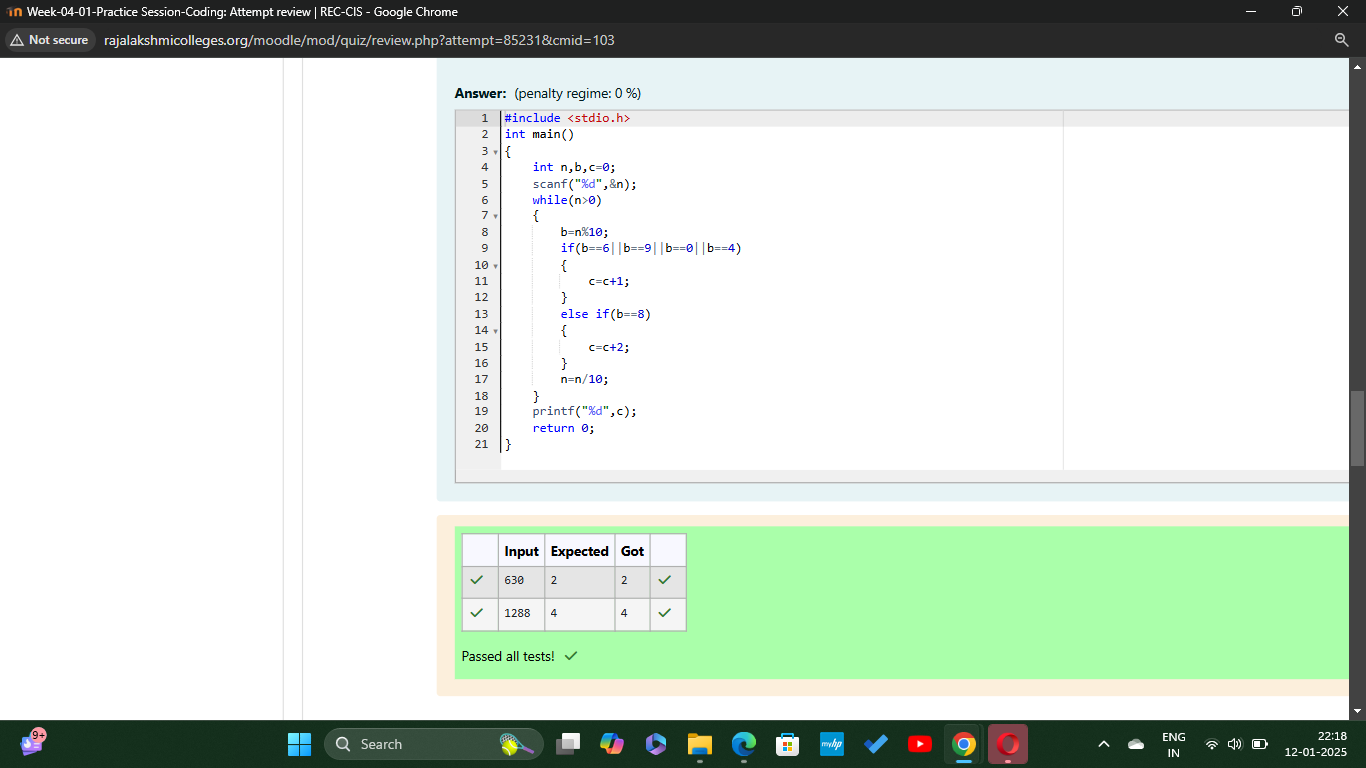 Week-04-01-Practice Session-Coding: Attempt review | REC-CIS - Google Chrome
Not secure rajalakshmicolleges.org/moodle/mod/quiz/review.php?attempt=85231&cmid=103
Answer: (penalty regime: 0 %)
1 #include <stdio.h>
2 int main()
3 {
4 int n,b,c=0;
5 scanf("%d",&n);
6 while(n>0)
7 {
8 b=n%10;
9 if(b==6||b==9||b==0||b==4)
10 {
11 c=c+1;
12 }
13 else if(b==8)
14 {
15 c=c+2;
16 }
17 n=n/10;
18 }
19 printf("%d",c);
20 return 0;
21 }
Input Expected Got
630 2 2
1288 4 4
Passed all tests!
9+ Search myhp ENG 22:18
IN 12-01-2025